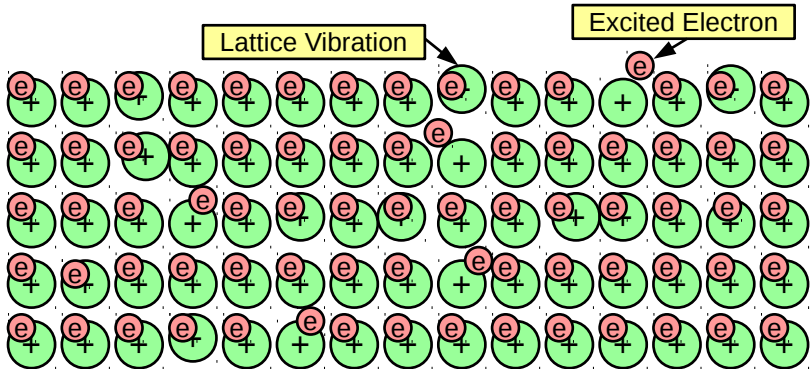 Excited Electron
Lattice Vibration
e
e e e e e e e e e e e e e e
+ + + + + + + + + + + + + + +
e
e e e e e e e e e e e e e e
+ + + + + + + + + + + + + + +
e
e e e e e e e e e e e e e e
+ + + + + + + + + + + + + + +
e e e e e e e e e e e e e e e
+ + + + + + + + + + + + + + +
e e e e e e e e e e e e e e e
+ + + + + + + + + + + + + + +